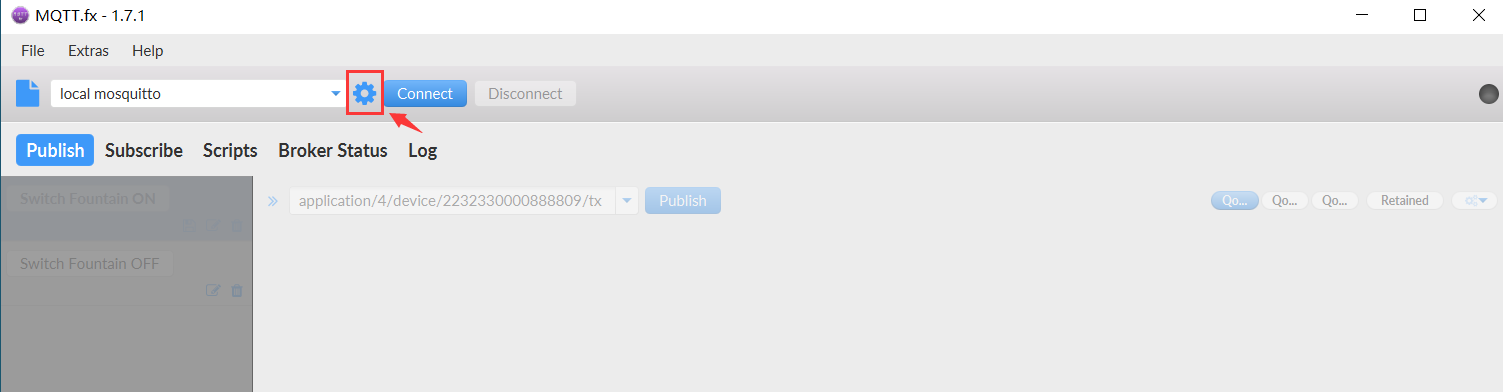 MQTT.fx - 1.7.1
File Extras Help
local mosquitto Connect Disconnect
Publish Subscribe Scripts Broker Status Log
Switch Fountain ON
application/4/device/2232330000888809/tx Publish Qo... Qo... Qo... Retained
Switch Fountain OFF